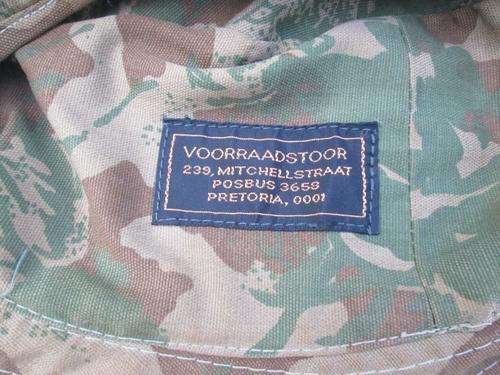 VOORRAADSTOOR
239, MITCHELLSTRAAT
POSBUS 3658
PRETORIA, 0001